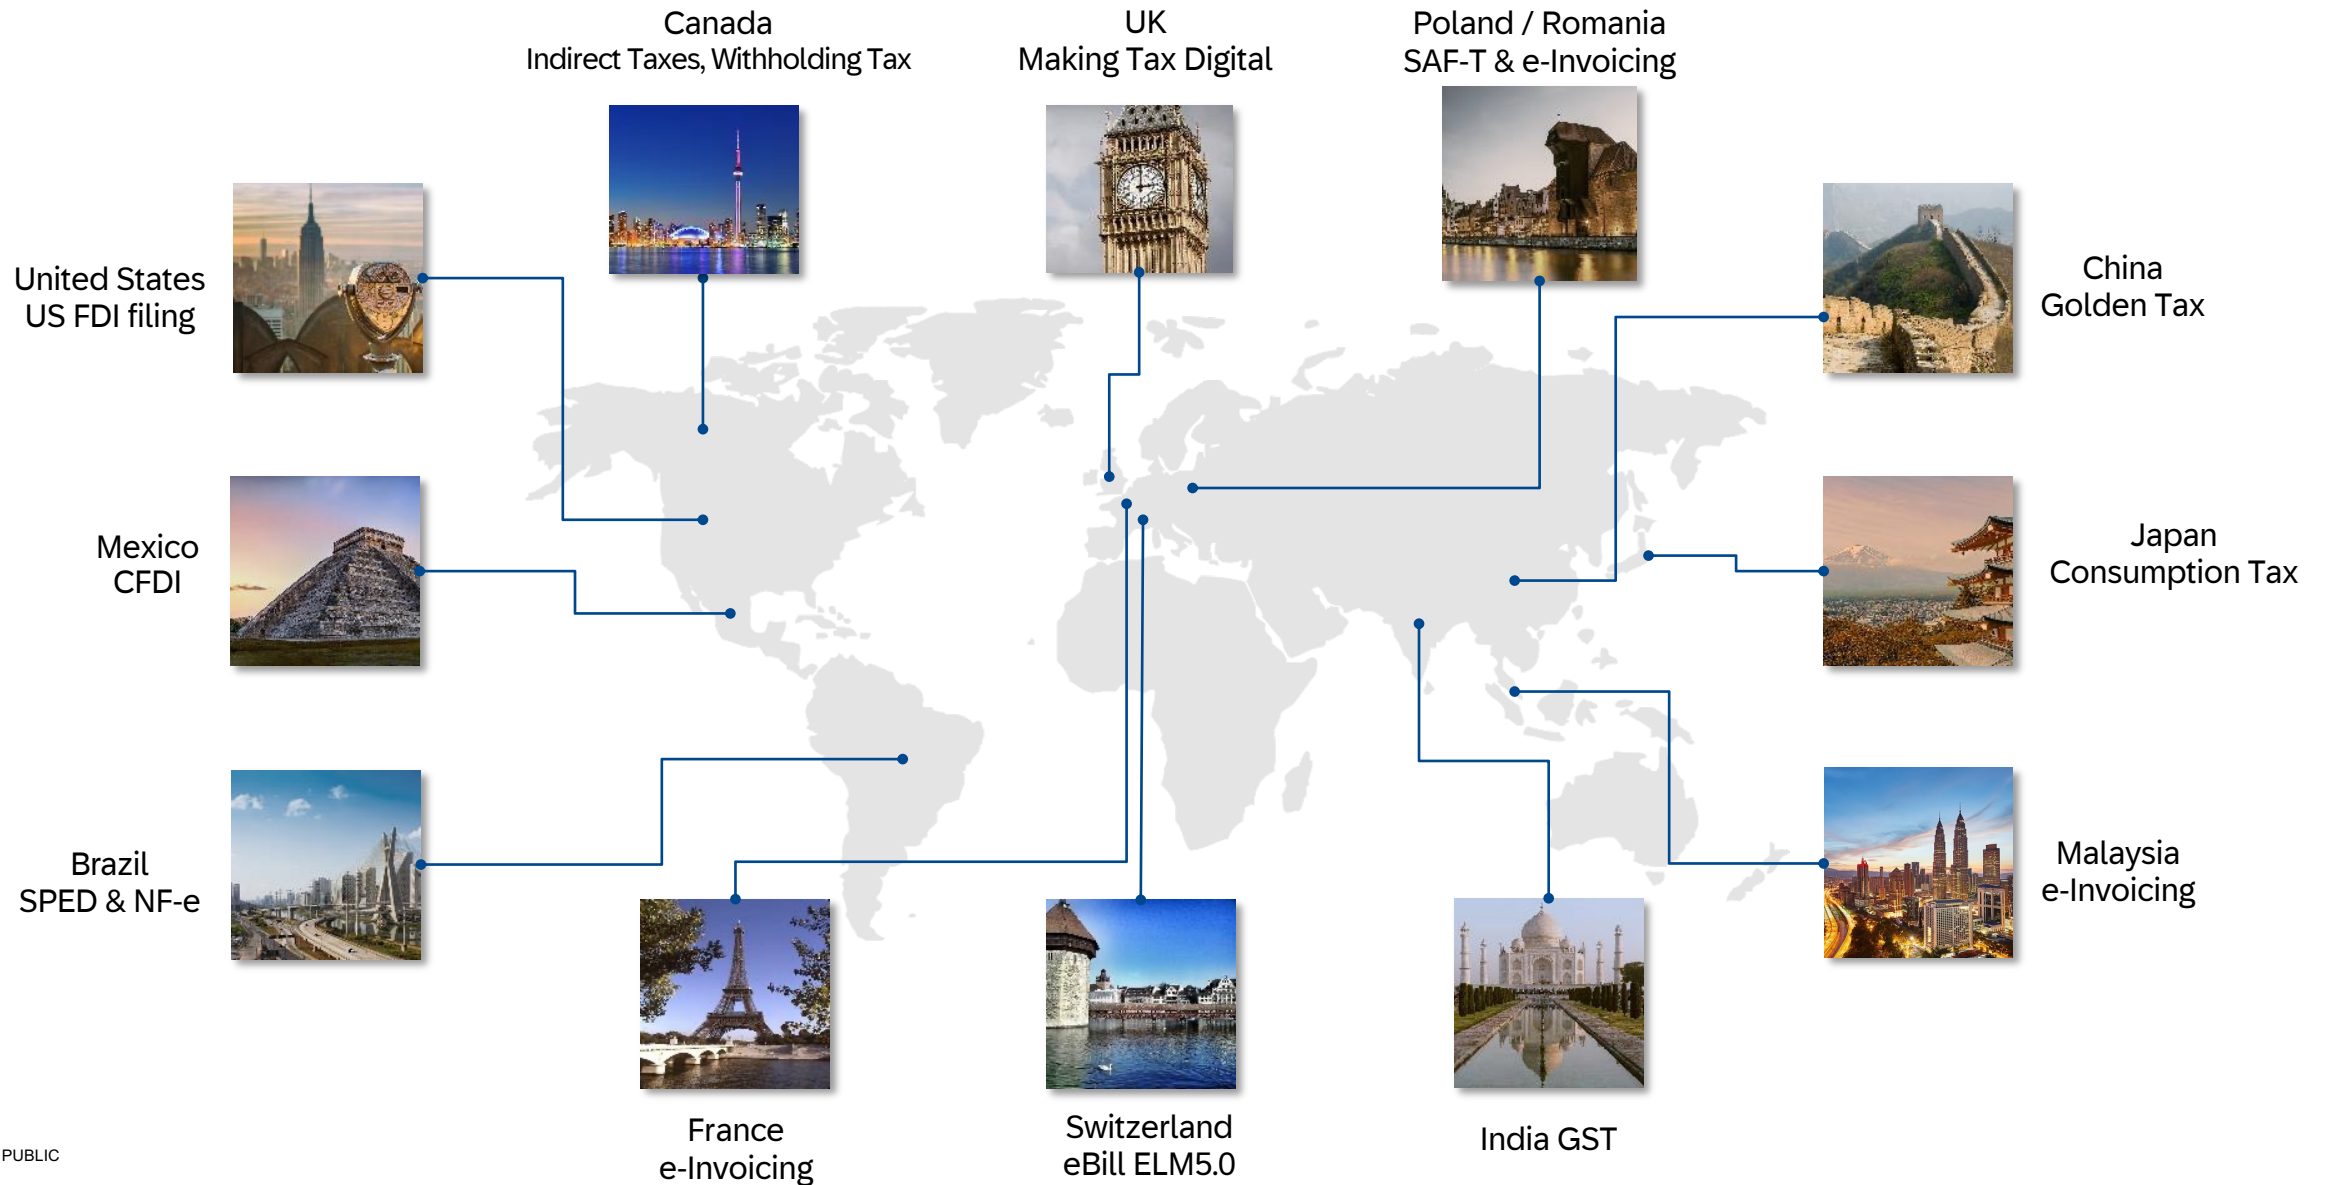 Canada
Indirect Taxes, Withholding Tax
UK
Making Tax Digital
Poland / Romania
SAF-T & e-Invoicing
United States
US FDI filing
China
Golden Tax
Mexico
CFDI
Japan
Consumption Tax
Brazil
SPED & NF-e
Malaysia
e-Invoicing
France
e-Invoicing
Switzerland
eBill ELM5.0
India GST
PUBLIC